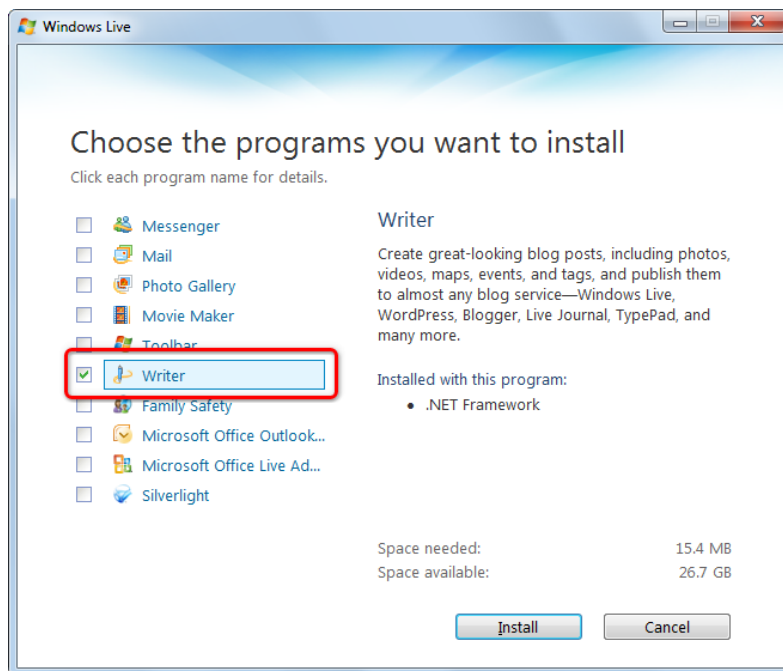 Windows Live
Choose the programs you want to install
Click each program name for details.
Messenger
Mail
Photo Gallery
Movie Maker
Toolbar
Writer
Family Safety
Microsoft Office Outlook...
Microsoft Office Live Ad...
Silverlight
Writer
Create great-looking blog posts, including photos,
videos, maps, events, and tags, and publish them
to almost any blog service—Windows Live,
WordPress, Blogger, Live Journal, TypePad, and
many more.
Installed with this program:
• .NET Framework
Space needed: 15.4 MB
Space available: 26.7 GB
Install Cancel